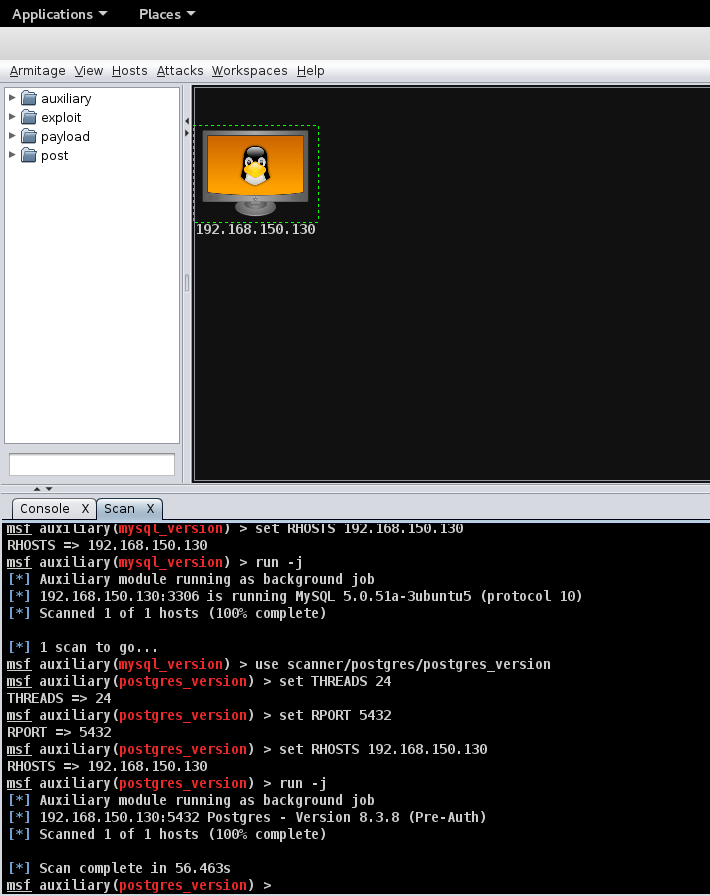 Applications Places
Armitage View Hosts Attacks Workspaces Help
auxiliary
exploit
payload
post
192.168.150.130
Console X Scan X
msf auxiliary(mysql_version) > set RHOSTS 192.168.150.130
RHOSTS => 192.168.150.130
msf auxiliary(mysql_version) > run -j
[*] Auxiliary module running as background job
[*] 192.168.150.130:3306 is running MySQL 5.0.51a-3ubuntu5 (protocol 10)
[*] Scanned 1 of 1 hosts (100% complete)
[*] 1 scan to go...
msf auxiliary(mysql_version) > use scanner/postgres/postgres_version
msf auxiliary(postgres_version) > set THREADS 24
THREADS => 24
msf auxiliary(postgres_version) > set RPORT 5432
RPORT => 5432
msf auxiliary(postgres_version) > set RHOSTS 192.168.150.130
RHOSTS => 192.168.150.130
msf auxiliary(postgres_version) > run -j
[*] Auxiliary module running as background job
[*] 192.168.150.130:5432 Postgres - Version 8.3.8 (Pre-Auth)
[*] Scanned 1 of 1 hosts (100% complete)
[*] Scan complete in 56.463s
msf auxiliary(postgres_version) >